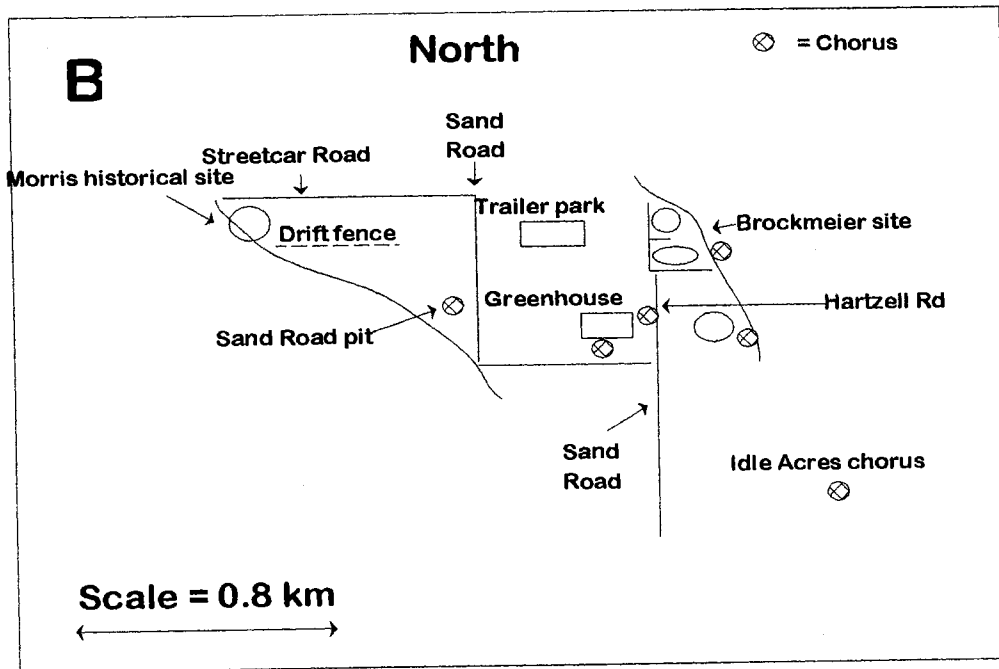 North
= Chorus
B
Sand
Road
Streetcar Road
Morris historical site
Trailer park
Brockmeier site
Drift fence
Greenhouse
Hartzell Rd
Sand Road pit
Sand
Road
Idle Acres chorus
Scale = 0.8 km